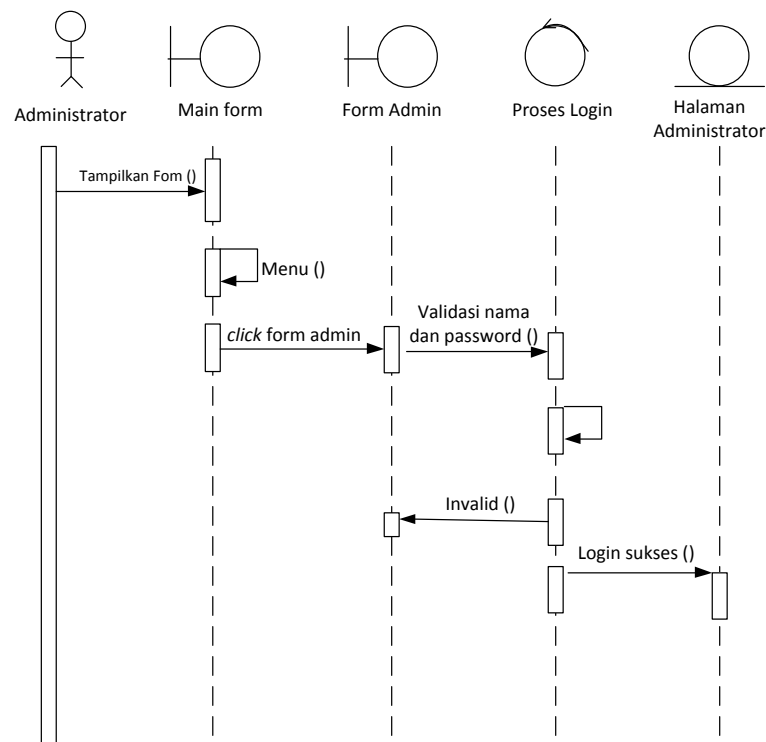 Administrator
Main form
Form Admin
Proses Login
Halaman
Administrator
Tampilkan Fom ()
Menu ()
click form admin
Validasi nama
dan password ()
Invalid ()
Login sukses ()